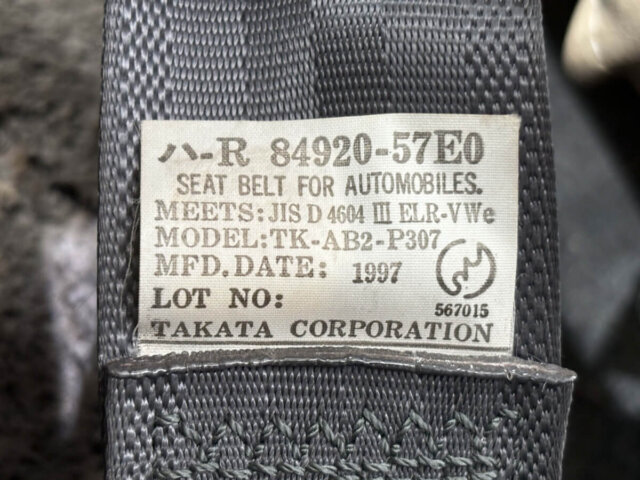 ハ-R 84920-57E0
SEAT BELT FOR AUTOMOBILES.
MEETS:JIS D 4604 III ELR-VWe
MODEL:TK-AB2-P307
MFD.DATE: 1997
LOT NO:
567015
TAKATA CORPORATION